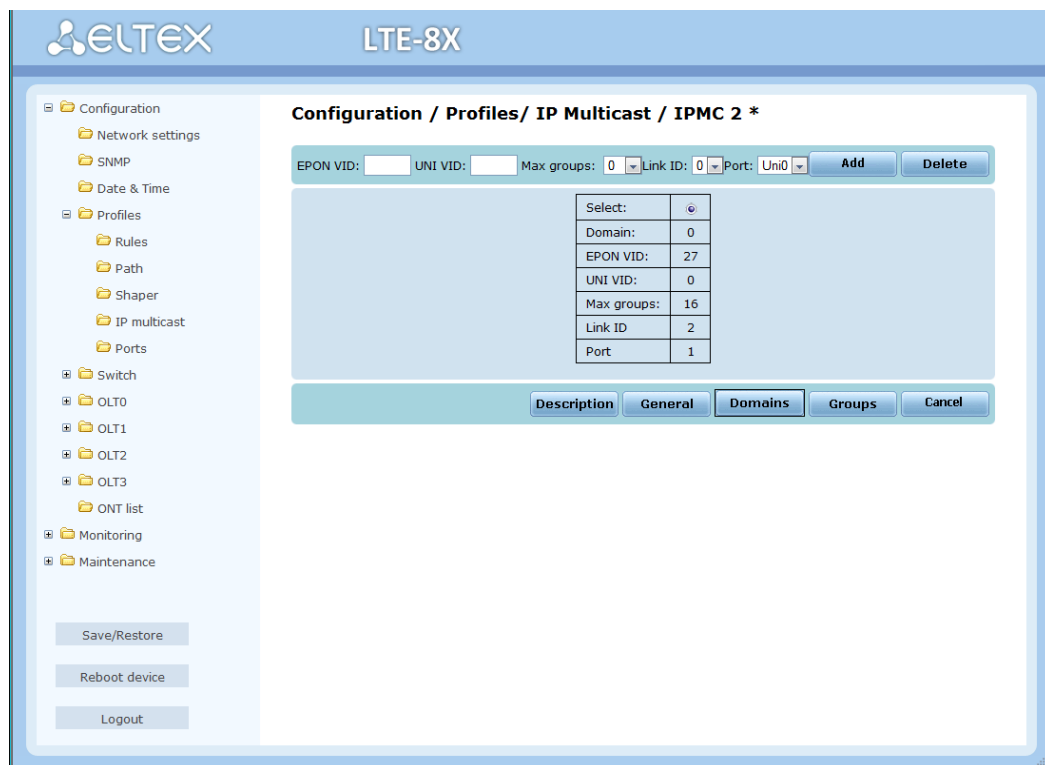 ELTEX
LTE-8X
Configuration
Network settings
SNMP
Date & Time
Profiles
Rules
Path
Shaper
IP multicast
Ports
Switch
OLT0
OLT1
OLT2
OLT3
ONT list
Monitoring
Maintenance
Save/Restore
Reboot device
Logout
Configuration / Profiles/ IP Multicast / IPMC 2 *
EPON VID: UNI VID: Max groups: 0 Link ID: 0 Port: Uni0 Add Delete
Select:
Domain: 0
EPON VID: 27
UNI VID: 0
Max groups: 16
Link ID 2
Port 1
Description General Domains Groups Cancel